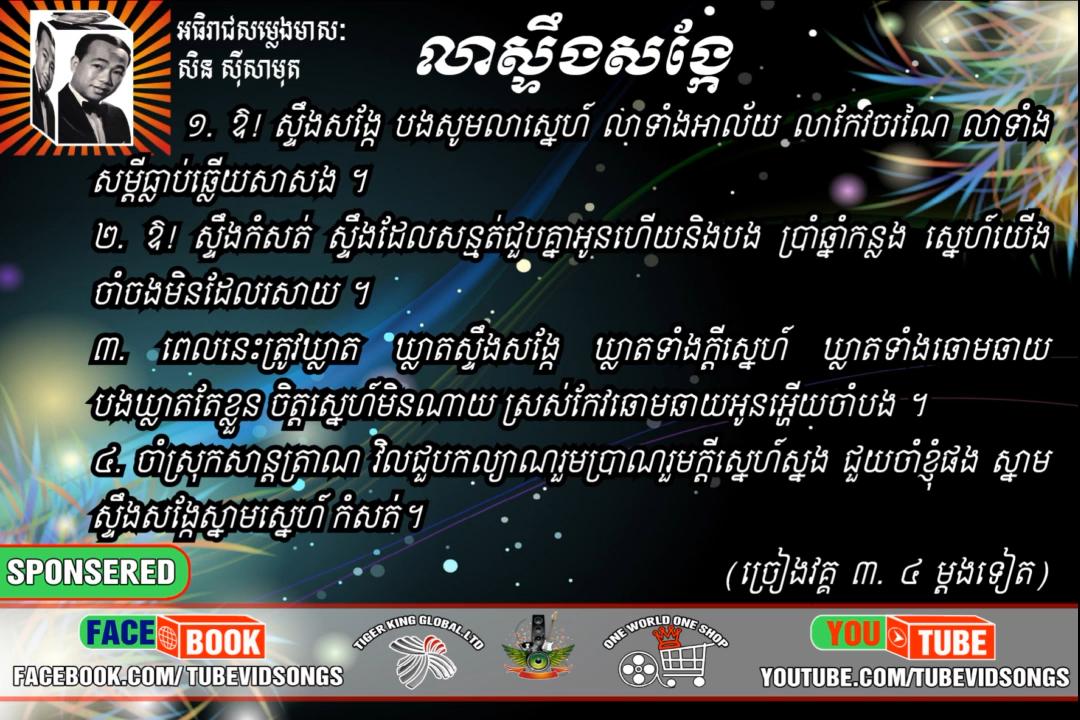 អធិរាជសម្លេងមាស:
សិន ស៊ីសាមុត
លាស្ទឹងសង្កែ
១. ឱ! ស្ទឹងសង្កែ បងសូមលាស្នេហ៍ លាទាំងអាល័យ លាកែវចរណៃ លាទាំង
សម្ដីធ្លាប់ឆ្លើយសាសង ។
២. ឱ! ស្ទឹងកំសត់ ស្ទឹងដែលសន្មត់ជួបគ្នាអូនហើយនិងបង ប្រាំឆ្នាំកន្លង ស្នេហ៍យើង
ចាំចងមិនដែលរសាយ ។
៣. ពេលនេះត្រូវឃ្លាត ឃ្លាតស្ទឹងសង្កែ ឃ្លាតទាំងក្ដីស្នេហ៍ ឃ្លាតទាំងឆោមឆាយ
បងឃ្លាតតែខ្លួន ចិត្តស្នេហ៍មិនណាយ ស្រស់កែវឆោមឆាយអូនអ្ហើយចាំបង ។
៤. ចាំស្រុកសាន្តត្រាណ វិលជួបកល្យាណរួមប្រាណរួមក្ដីស្នេហ៍ស្នង ជួយចាំខ្ញុំផង ស្នាម
ស្ទឹងសង្កែស្នាមស្នេហ៍ កំសត់។
(ច្រៀងវគ្គ ៣. ៤ ម្ដងទៀត)
SPONSERED
FACE BOOK
TIGER KING GLOBAL.LTD
ONE WORLD ONE SHOP
YOU TUBE
FACEBOOK.COM/TUBEVIDSONGS
YOUTUBE.COM/TUBEVIDSONGS